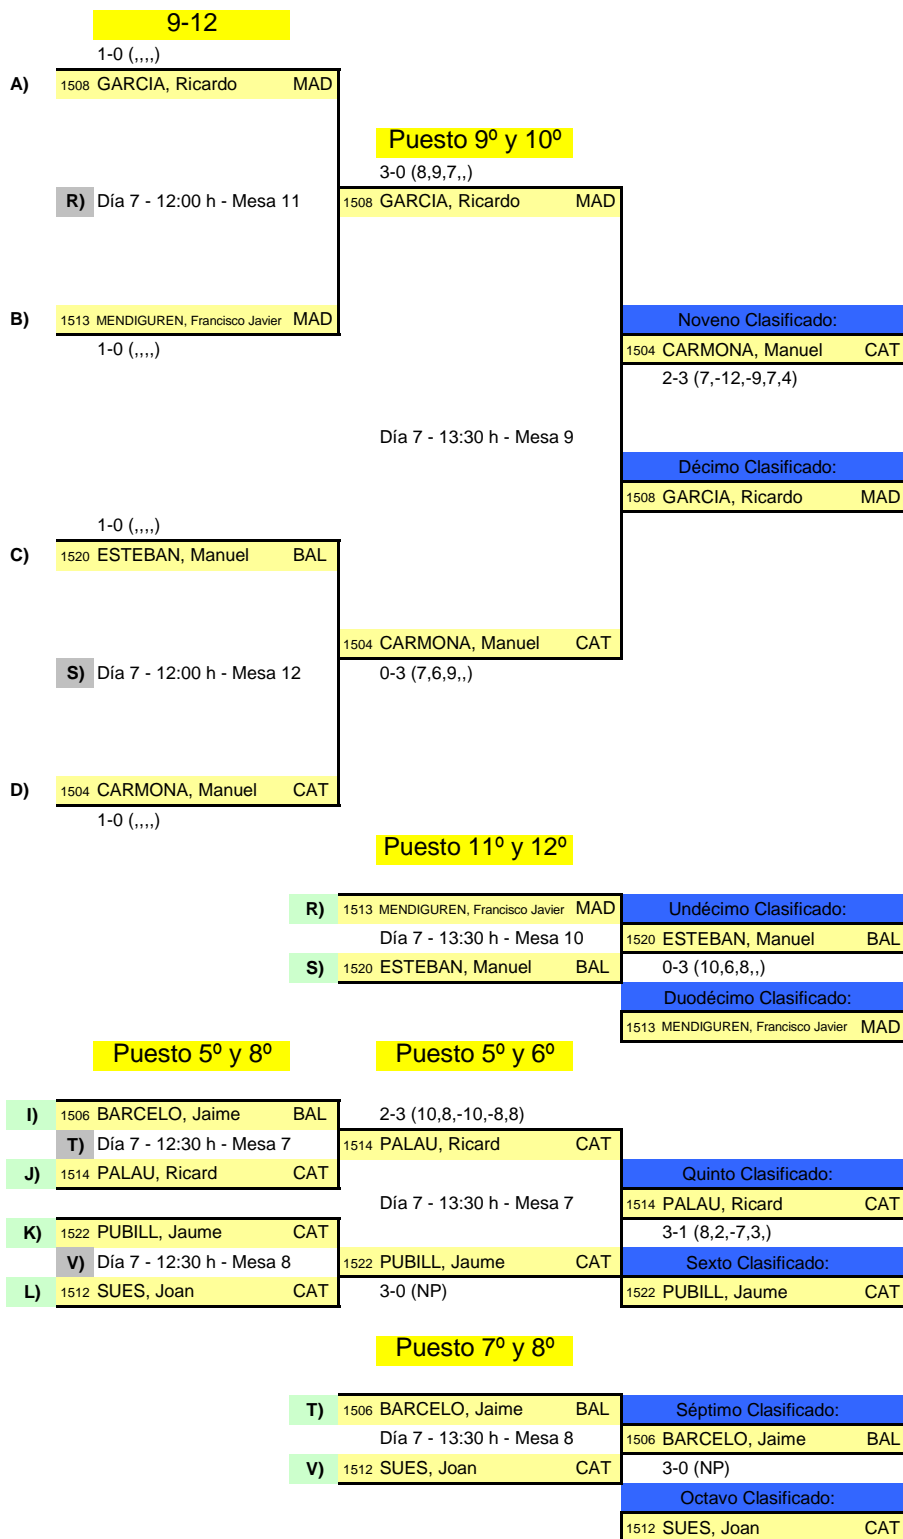 9-12
1-0 (,,,,)
A) 1508 GARCIA, Ricardo MAD
Puesto 9º y 10º
3-0 (8,9,7,,)
R) Día 7 - 12:00 h - Mesa 11 1508 GARCIA, Ricardo MAD
B) 1513 MENDIGUREN, Francisco Javier MAD Noveno Clasificado:
1-0 (,,,,) 1504 CARMONA, Manuel CAT
2-3 (7,-12,-9,7,4)
Día 7 - 13:30 h - Mesa 9
Décimo Clasificado:
1508 GARCIA, Ricardo MAD
1-0 (,,,,)
C) 1520 ESTEBAN, Manuel BAL
1504 CARMONA, Manuel CAT
S) Día 7 - 12:00 h - Mesa 12 0-3 (7,6,9,,)
D) 1504 CARMONA, Manuel CAT
1-0 (,,,,)
Puesto 11º y 12º
R) 1513 MENDIGUREN, Francisco Javier MAD Undécimo Clasificado:
Día 7 - 13:30 h - Mesa 10 1520 ESTEBAN, Manuel BAL
S) 1520 ESTEBAN, Manuel BAL 0-3 (10,6,8,,)
Duodécimo Clasificado:
1513 MENDIGUREN, Francisco Javier MAD
Puesto 5º y 8º Puesto 5º y 6º
I) 1506 BARCELO, Jaime BAL 2-3 (10,8,-10,-8,8)
T) Día 7 - 12:30 h - Mesa 7 1514 PALAU, Ricard CAT
J) 1514 PALAU, Ricard CAT Quinto Clasificado:
Día 7 - 13:30 h - Mesa 7 1514 PALAU, Ricard CAT
K) 1522 PUBILL, Jaume CAT 3-1 (8,2,-7,3,)
V) Día 7 - 12:30 h - Mesa 8 1522 PUBILL, Jaume CAT Sexto Clasificado:
L) 1512 SUES, Joan CAT 3-0 (NP) 1522 PUBILL, Jaume CAT
Puesto 7º y 8º
T) 1506 BARCELO, Jaime BAL Séptimo Clasificado:
Día 7 - 13:30 h - Mesa 8 1506 BARCELO, Jaime BAL
V) 1512 SUES, Joan CAT 3-0 (NP)
Octavo Clasificado:
1512 SUES, Joan CAT